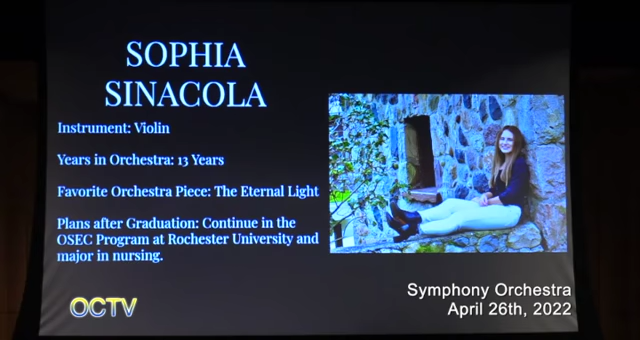 SOPHIA
SINACOLA
Instrument: Violin
Years in Orchestra: 13 Years
Favorite Orchestra Piece: The Eternal Light
Plans after Graduation: Continue in the
OSEC Program at Rochester University and
major in nursing.
OCTV
Symphony Orchestra
April 26th, 2022